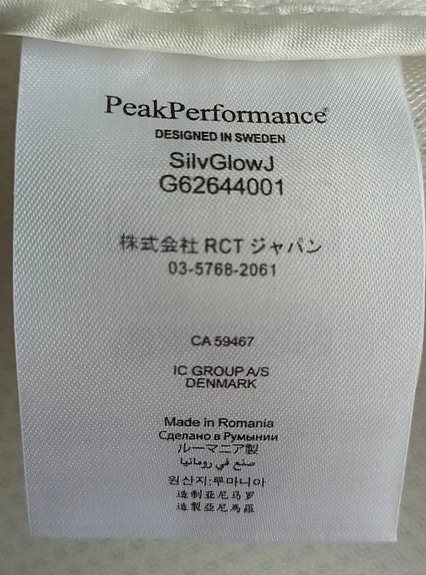 PeakPerformance®
DESIGNED IN SWEDEN
SilvGlowJ
G62644001
株式会社 RCT ジャパン
03-5768-2061
CA 59467
IC GROUP A/S
DENMARK
Made in Romania
Сделано в Румынии
ルーマニア製
صنع في رومانيا
원산지:루마니아
造制亚尼马罗
造製亞尼馬羅